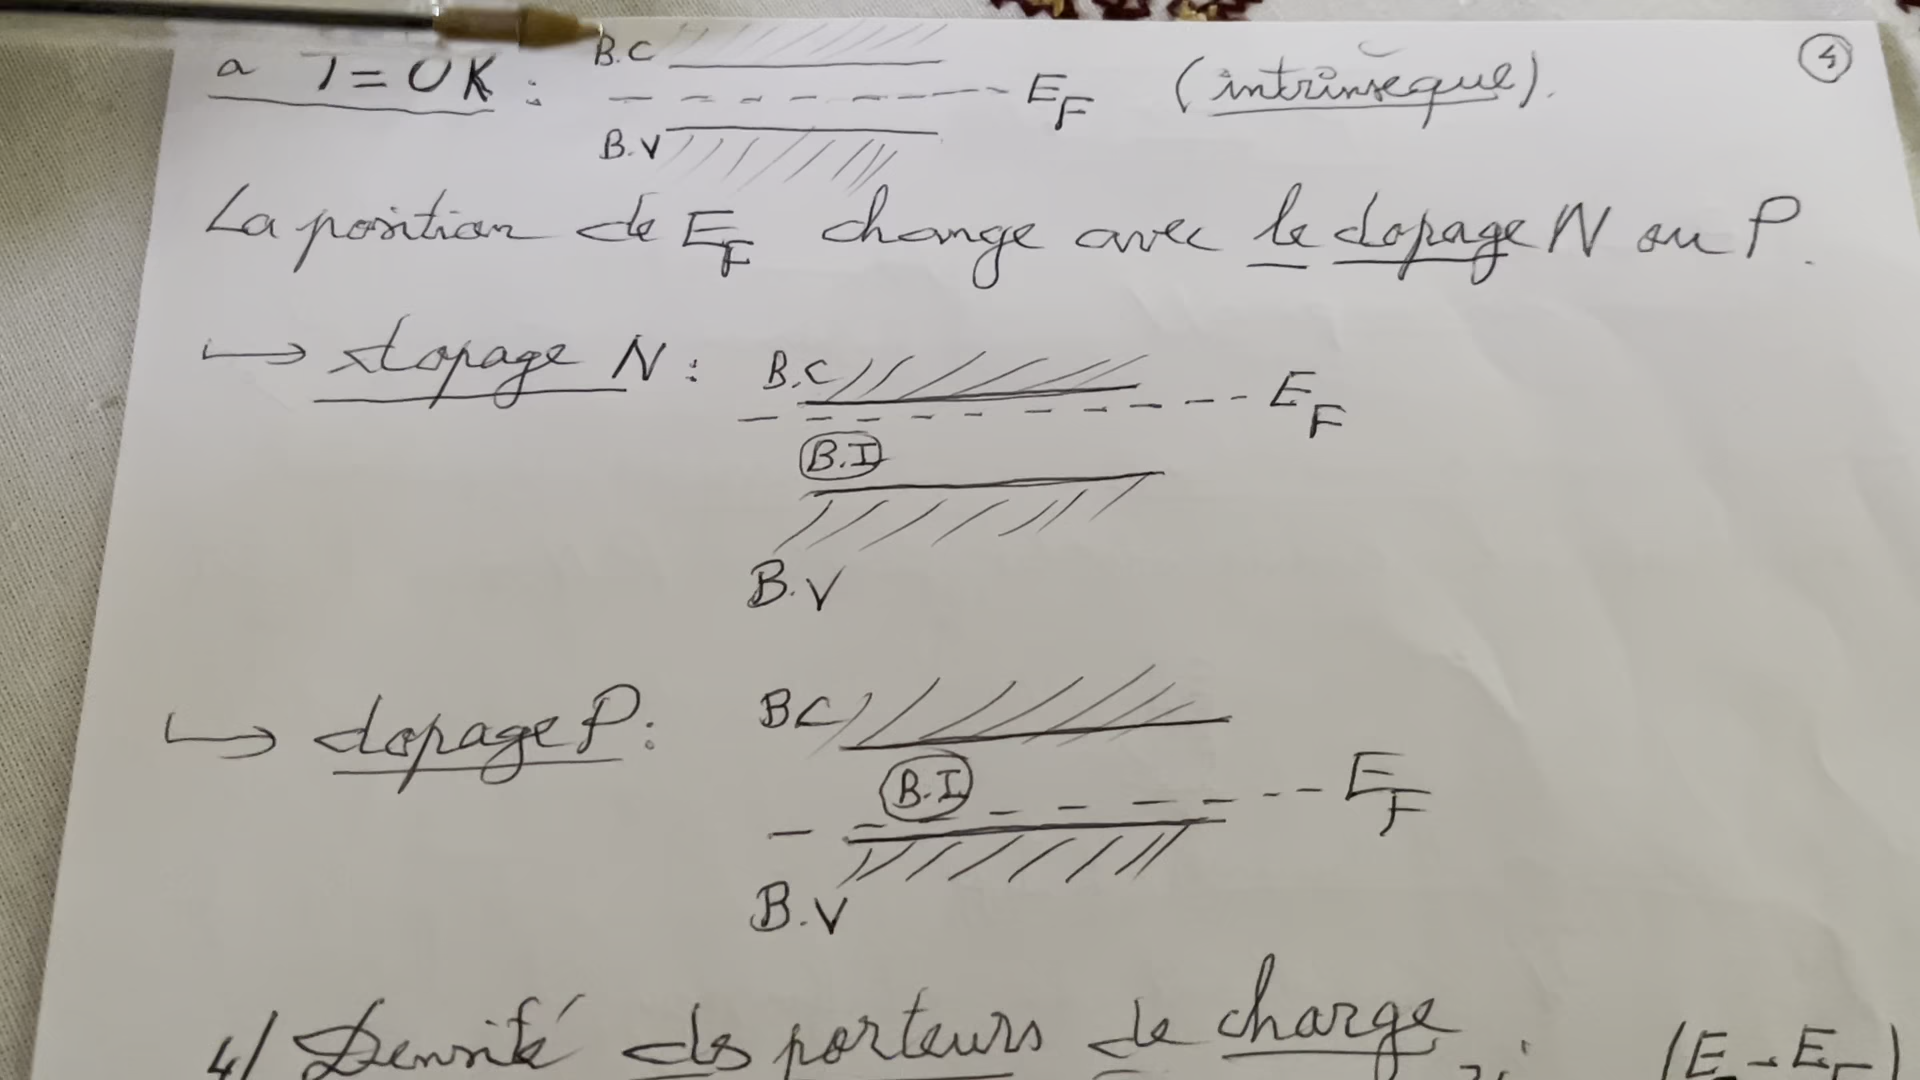 à T=0K : B.C
E_F (intrinsèque). 4
B.V
La position de E_F change avec le dopage N ou P.
↳ dopage N : B.C
E_F
B.I
B.V
↳ dopage P : BC
B.I E_F
B.V
4/ Densité des porteurs de charge